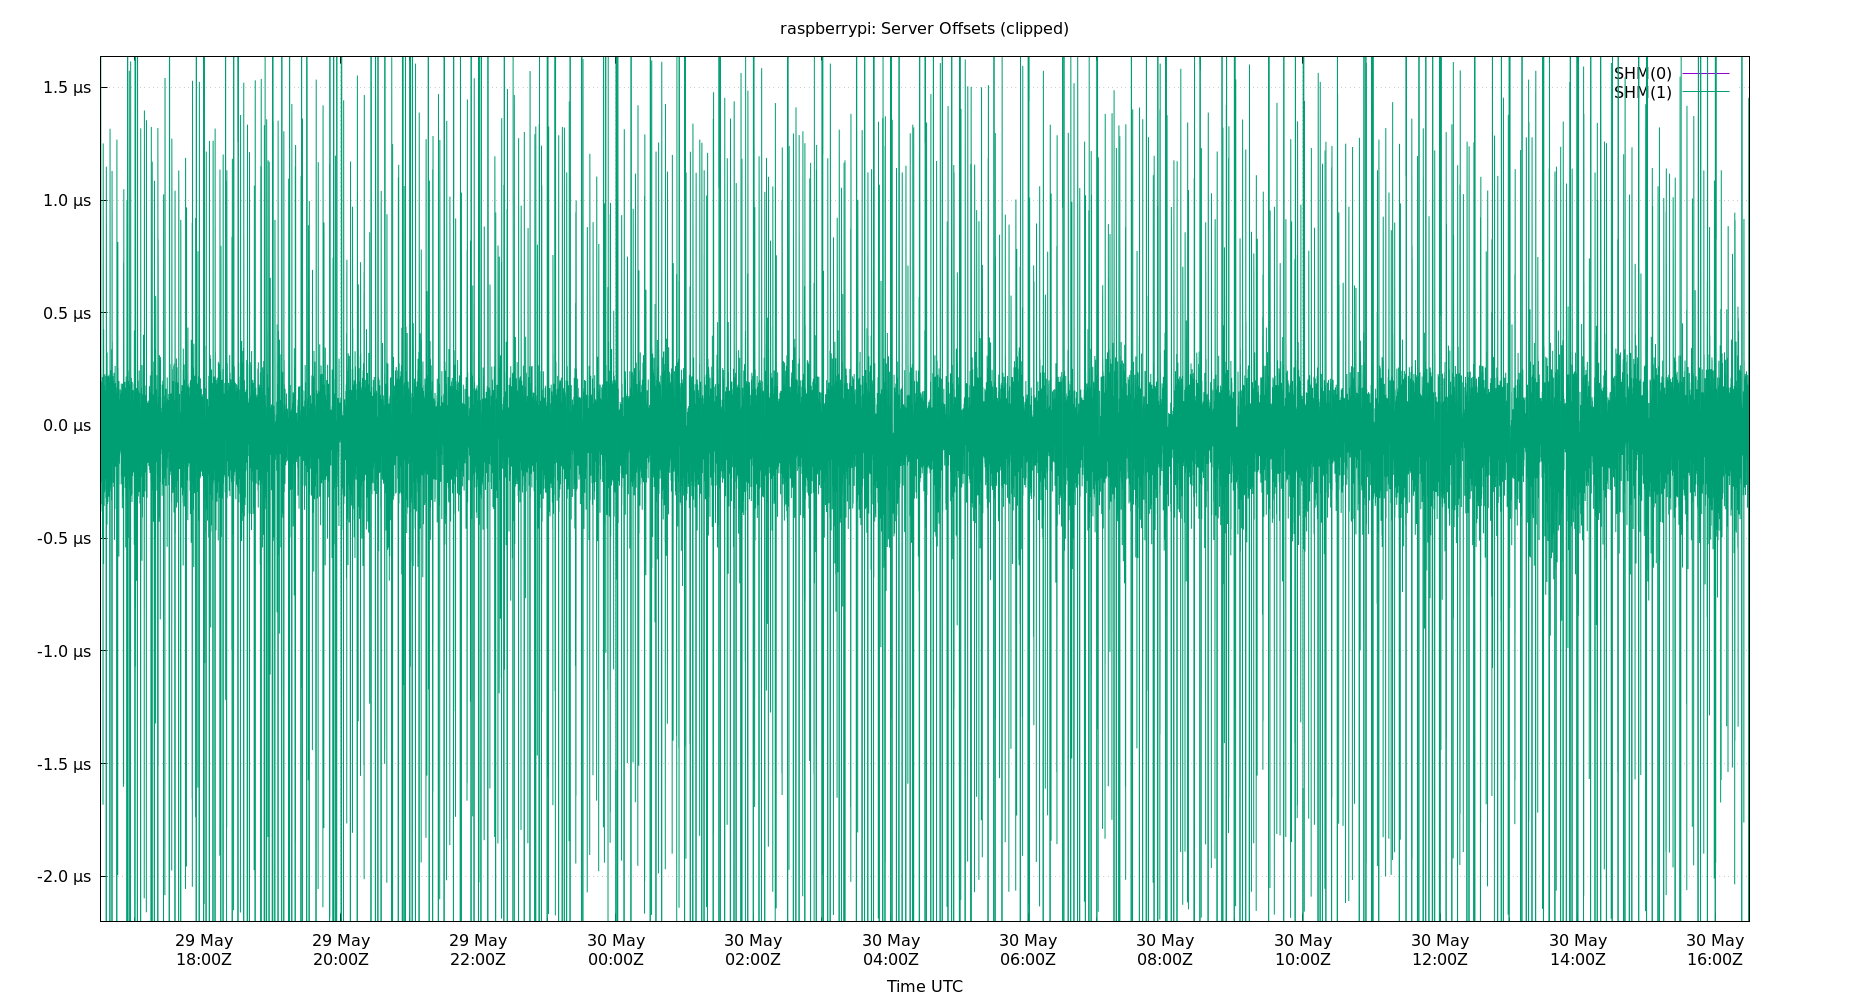 raspberrypi: Server Offsets (clipped)
SHM(0)
SHM(1)
1.5 µs
1.0 µs
0.5 µs
0.0 µs
-0.5 µs
-1.0 µs
-1.5 µs
-2.0 µs
29 May 29 May 29 May 30 May 30 May 30 May 30 May 30 May 30 May 30 May 30 May 30 May
18:00Z 20:00Z 22:00Z 00:00Z 02:00Z 04:00Z 06:00Z 08:00Z 10:00Z 12:00Z 14:00Z 16:00Z
Time UTC